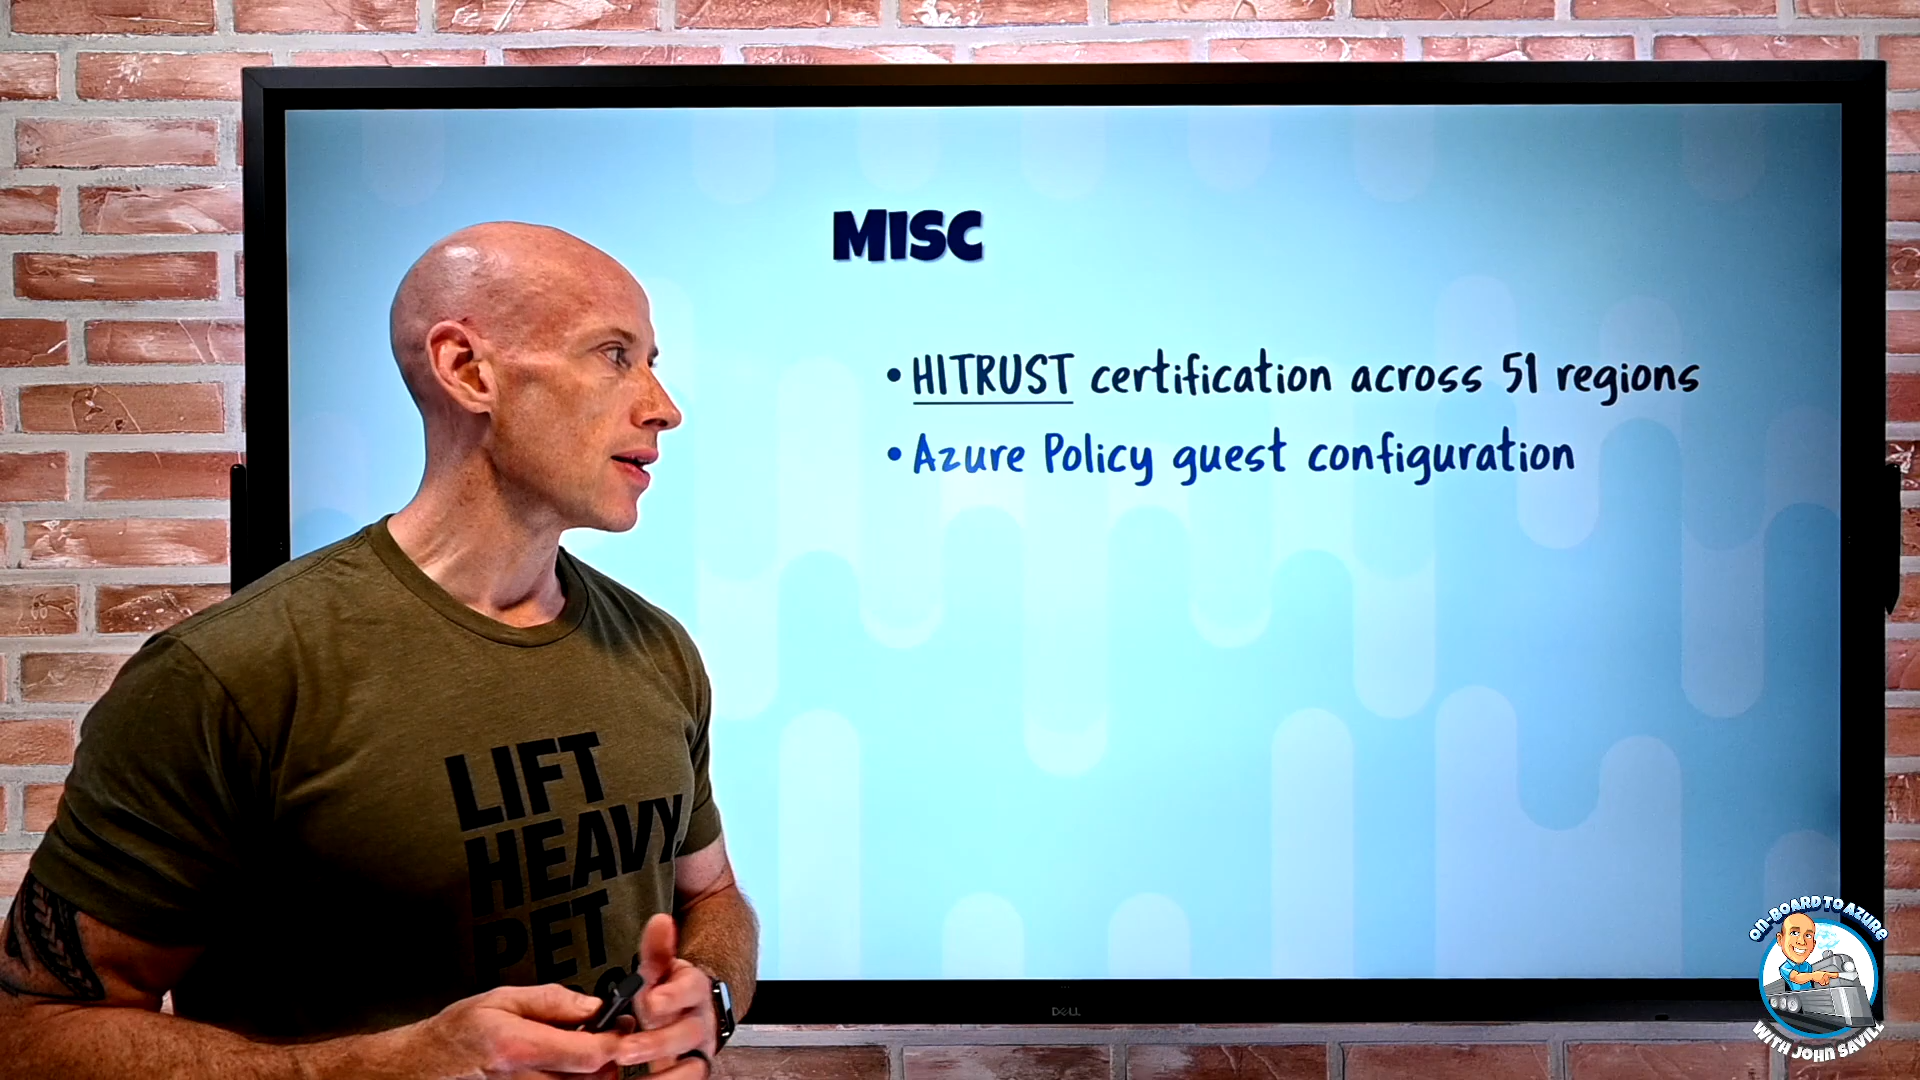 MISC
• HITRUST certification across 51 regions
• Azure Policy guest configuration
LIFT
HEAVY,
PET
DELL
ON-BOARD TO AZURE
WITH JOHN SAVILL